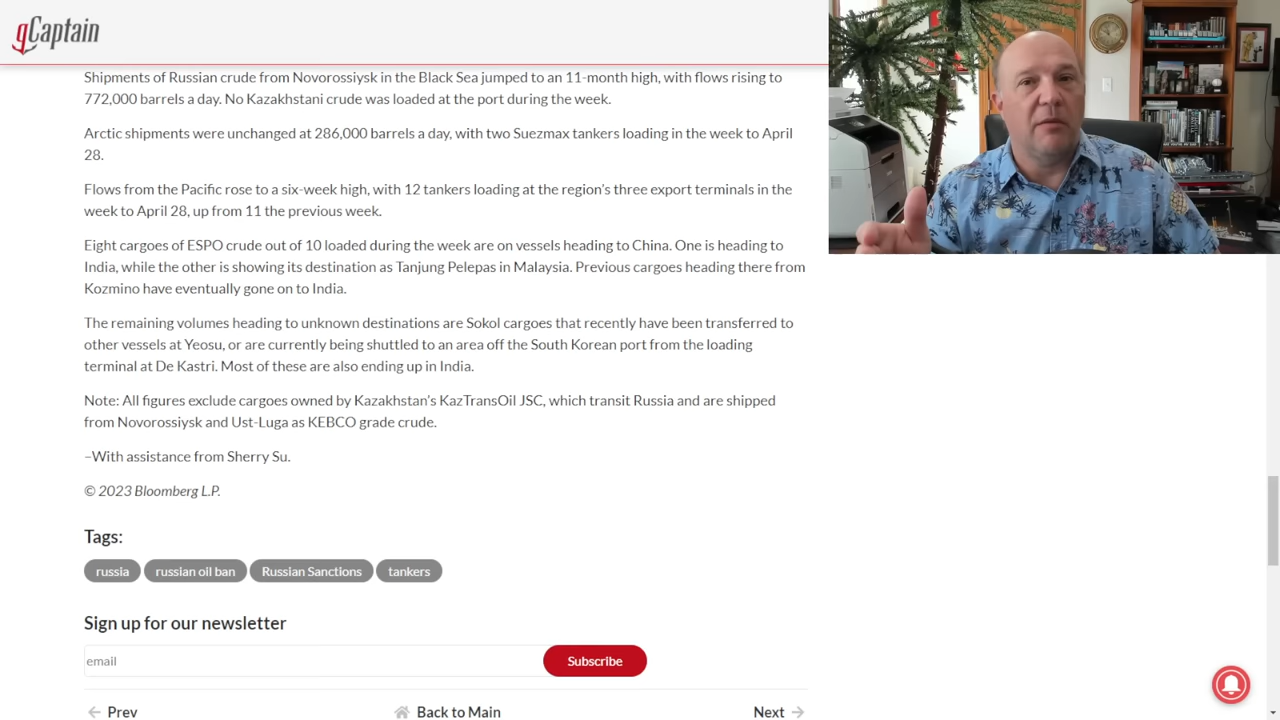 gCaptain
Shipments of Russian crude from Novorossiysk in the Black Sea jumped to an 11-month high, with flows rising to
772,000 barrels a day. No Kazakhstani crude was loaded at the port during the week.
Arctic shipments were unchanged at 286,000 barrels a day, with two Suezmax tankers loading in the week to April
28.
Flows from the Pacific rose to a six-week high, with 12 tankers loading at the region's three export terminals in the
week to April 28, up from 11 the previous week.
Eight cargoes of ESPO crude out of 10 loaded during the week are on vessels heading to China. One is heading to
India, while the other is showing its destination as Tanjung Pelepas in Malaysia. Previous cargoes heading there from
Kozmino have eventually gone on to India.
The remaining volumes heading to unknown destinations are Sokol cargoes that recently have been transferred to
other vessels at Yeosu, or are currently being shuttled to an area off the South Korean port from the loading
terminal at De Kastri. Most of these are also ending up in India.
Note: All figures exclude cargoes owned by Kazakhstan's KazTransOil JSC, which transit Russia and are shipped
from Novorossiysk and Ust-Luga as KEBCO grade crude.
–With assistance from Sherry Su.
© 2023 Bloomberg L.P.
Tags:
russia russian oil ban Russian Sanctions tankers
Sign up for our newsletter
email Subscribe
Prev Back to Main Next